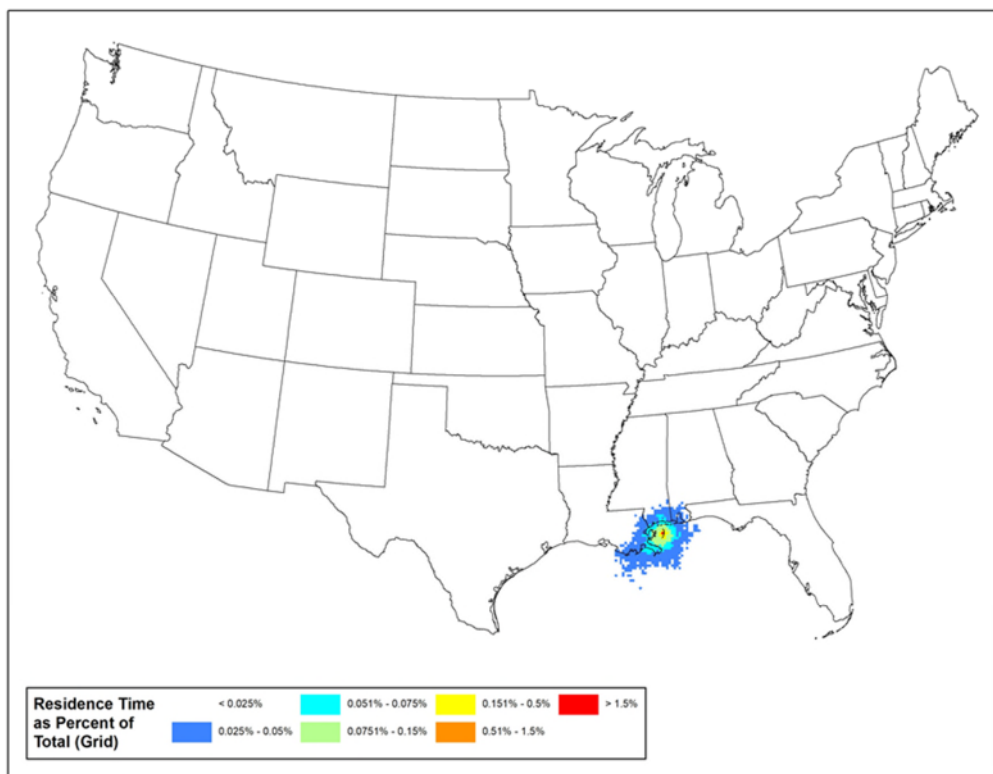 Residence Time
as Percent of
Total (Grid)
< 0.025%
0.051% - 0.075%
0.151% - 0.5%
> 1.5%
0.025% - 0.05%
0.0751% - 0.15%
0.51% - 1.5%